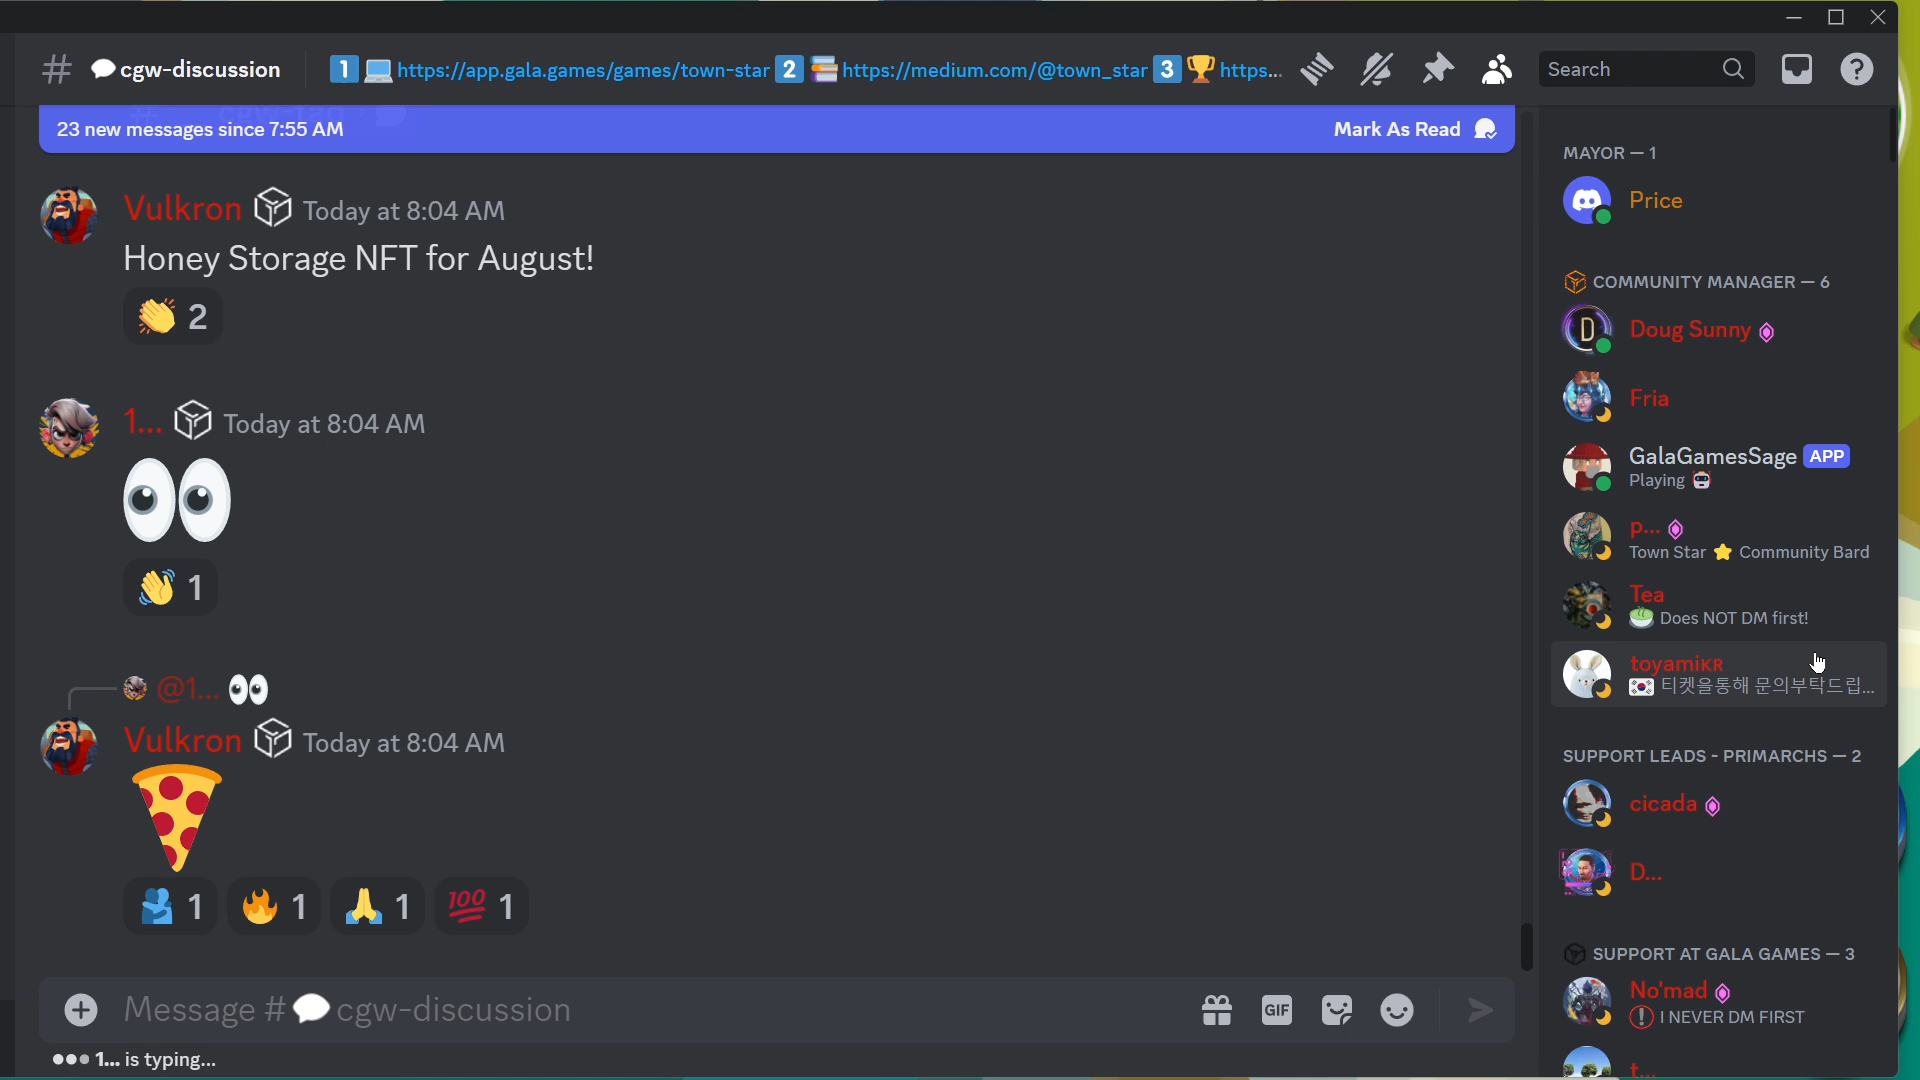 cgw-discussion
1 https://app.gala.games/games/town-star 2 https://medium.com/@town_star 3 https...
Search
23 new messages since 7:55 AM
Mark As Read
Vulkron Today at 8:04 AM
Honey Storage NFT for August!
2
1... Today at 8:04 AM
1
@1...
Vulkron Today at 8:04 AM
1 1 1 100 1
Message # cgw-discussion
GIF
1... is typing...
MAYOR — 1
Price
COMMUNITY MANAGER — 6
D
Doug Sunny
Fria
GalaGamesSage APP
Playing
p...
Town Star Community Bard
Tea
Does NOT DM first!
toyamiKR
티켓을통해 문의부탁드립...
SUPPORT LEADS - PRIMARCHS — 2
cicada
D...
SUPPORT AT GALA GAMES — 3
No'mad
I NEVER DM FIRST
t...